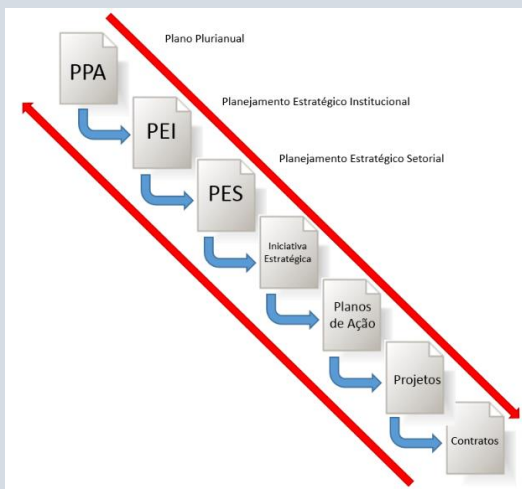 Plano Plurianual
PPA
Planejamento Estratégico Institucional
PEI
Planejamento Estratégico Setorial
PES
Iniciativa
Estratégica
Planos
de Ação
Projetos
Contratos